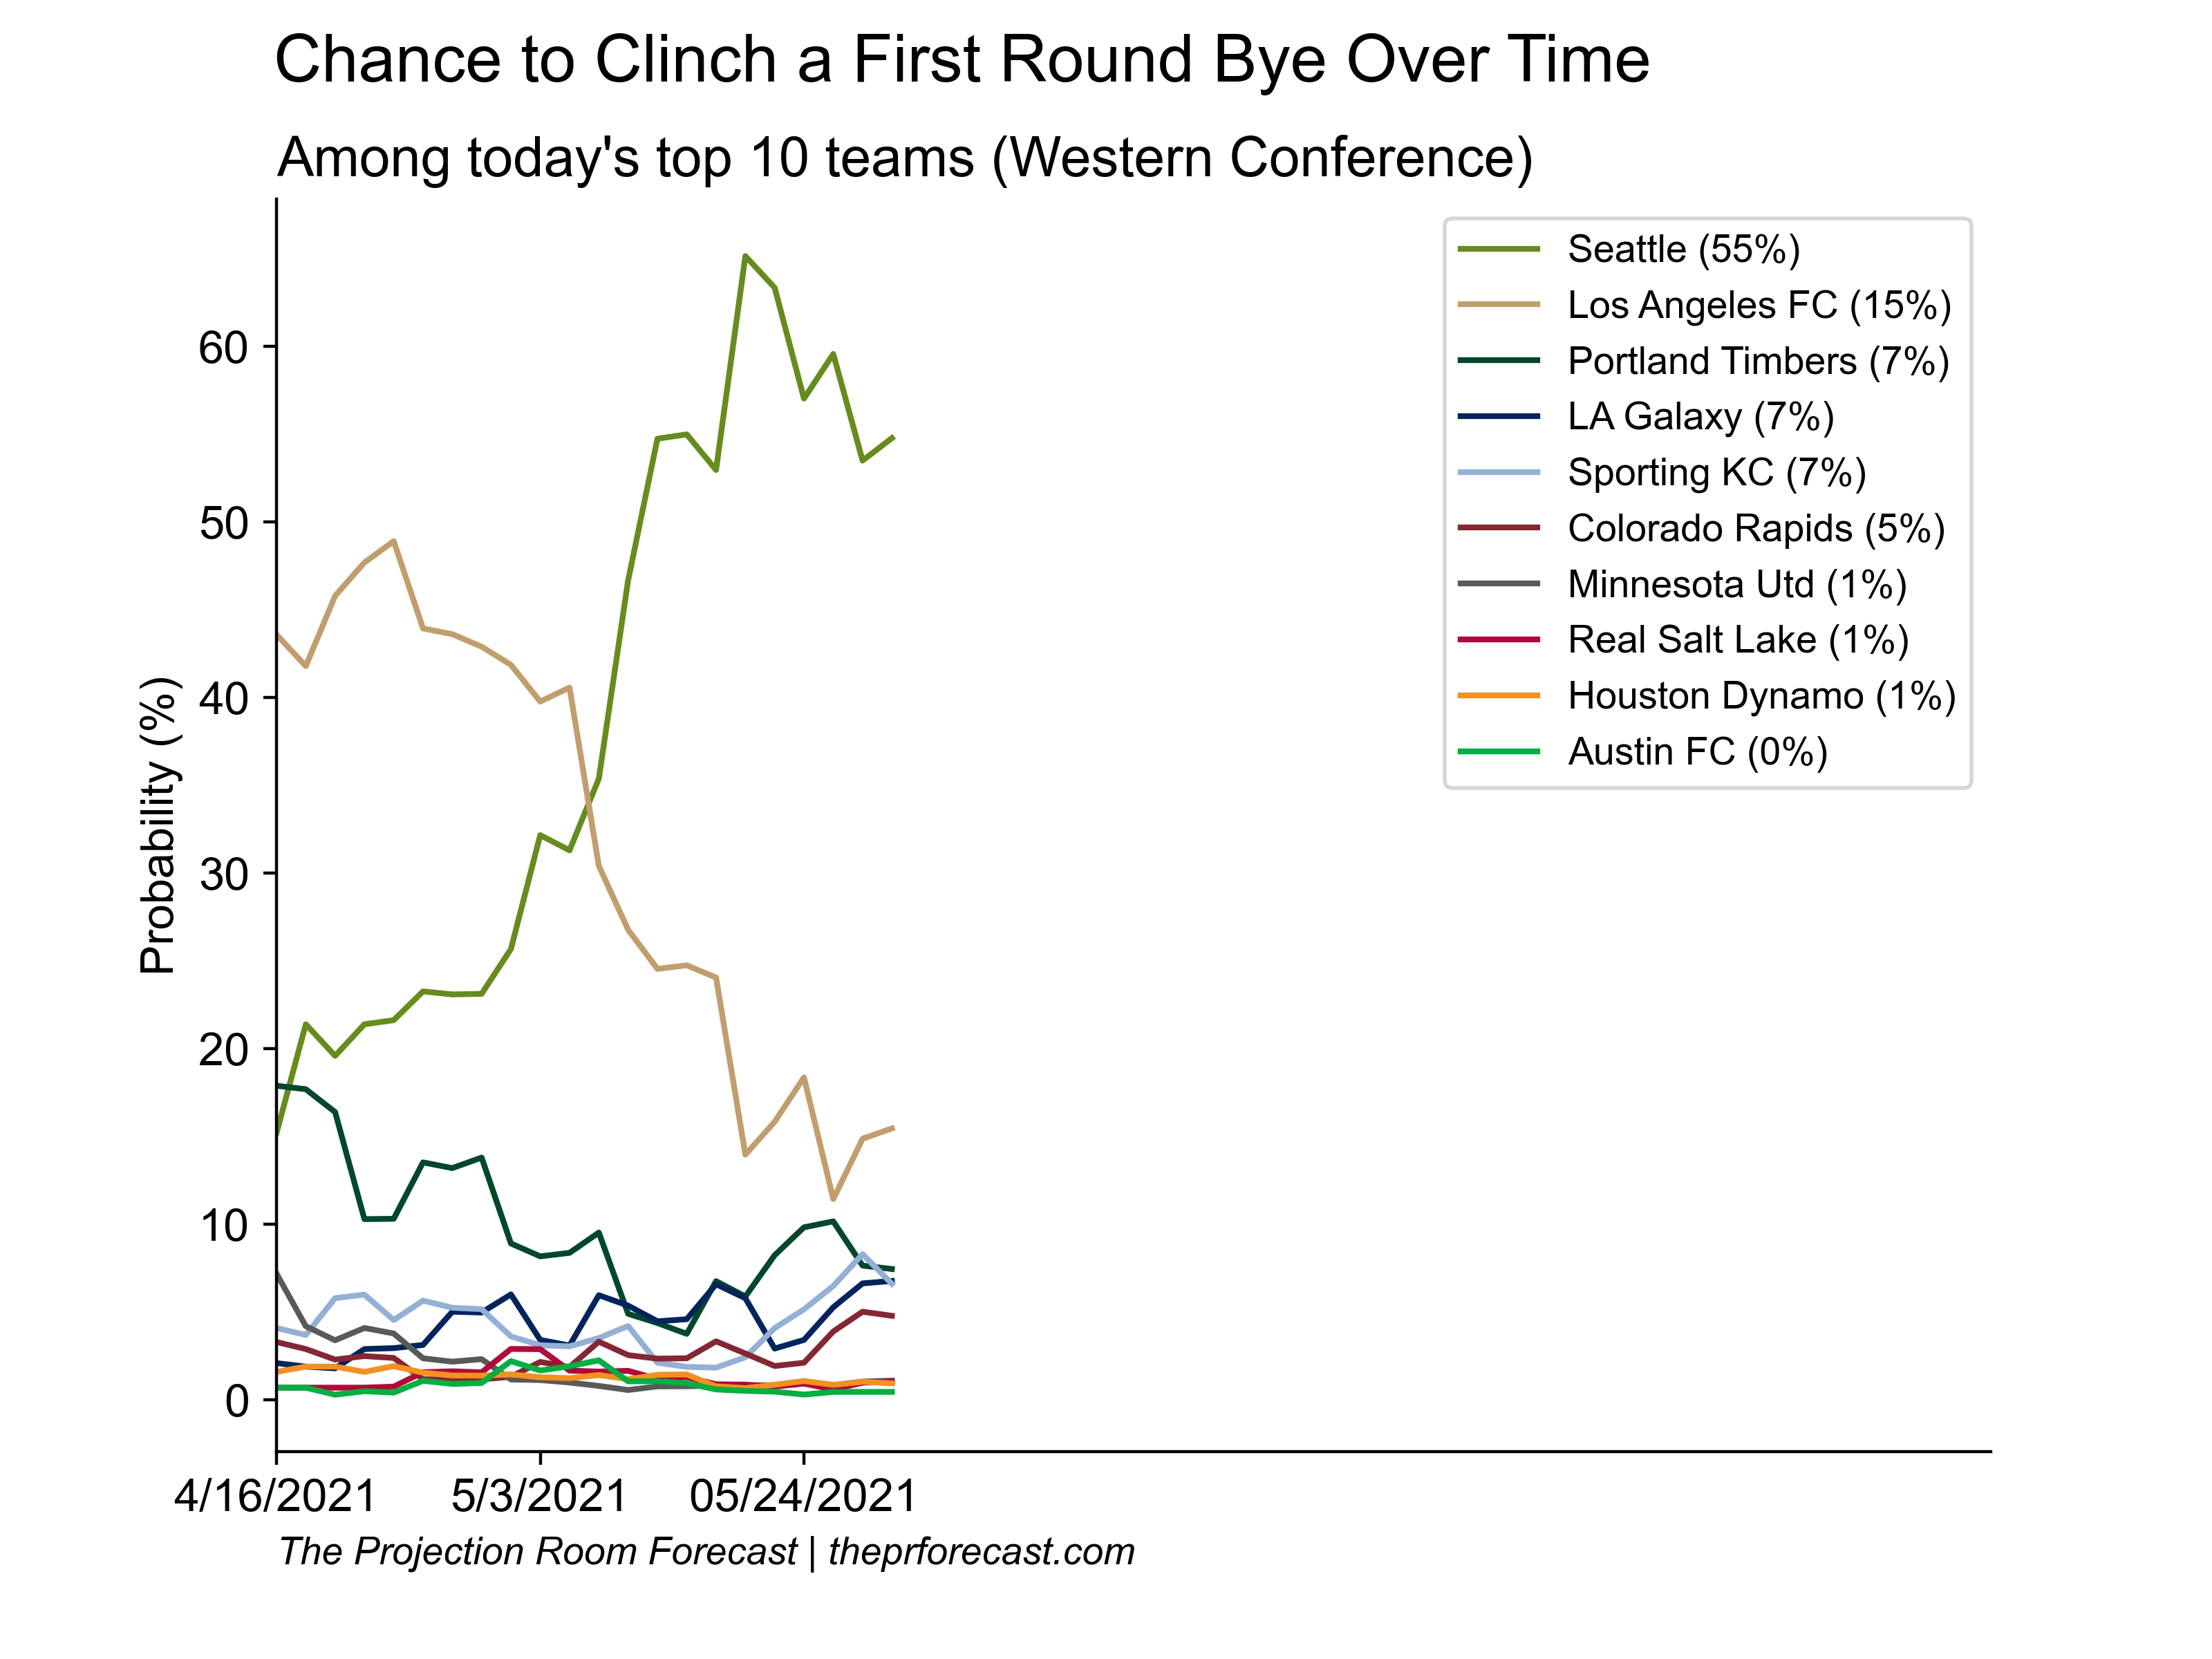 Chance to Clinch a First Round Bye Over Time
Among today's top 10 teams (Western Conference)
Seattle (55%)
Los Angeles FC (15%)
Portland Timbers (7%)
LA Galaxy (7%)
Sporting KC (7%)
Colorado Rapids (5%)
Minnesota Utd (1%)
Real Salt Lake (1%)
Houston Dynamo (1%)
Austin FC (0%)
Probability (%)
60
50
40
30
20
10
0
4/16/2021 5/3/2021 05/24/2021
The Projection Room Forecast | theprforecast.com